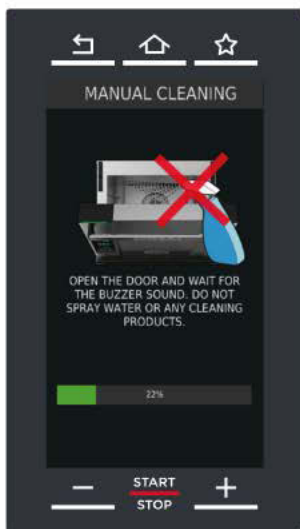 MANUAL CLEANING
OPEN THE DOOR AND WAIT FOR
THE BUZZER SOUND. DO NOT
SPRAY WATER OR ANY CLEANING
PRODUCTS.
22%
START
STOP